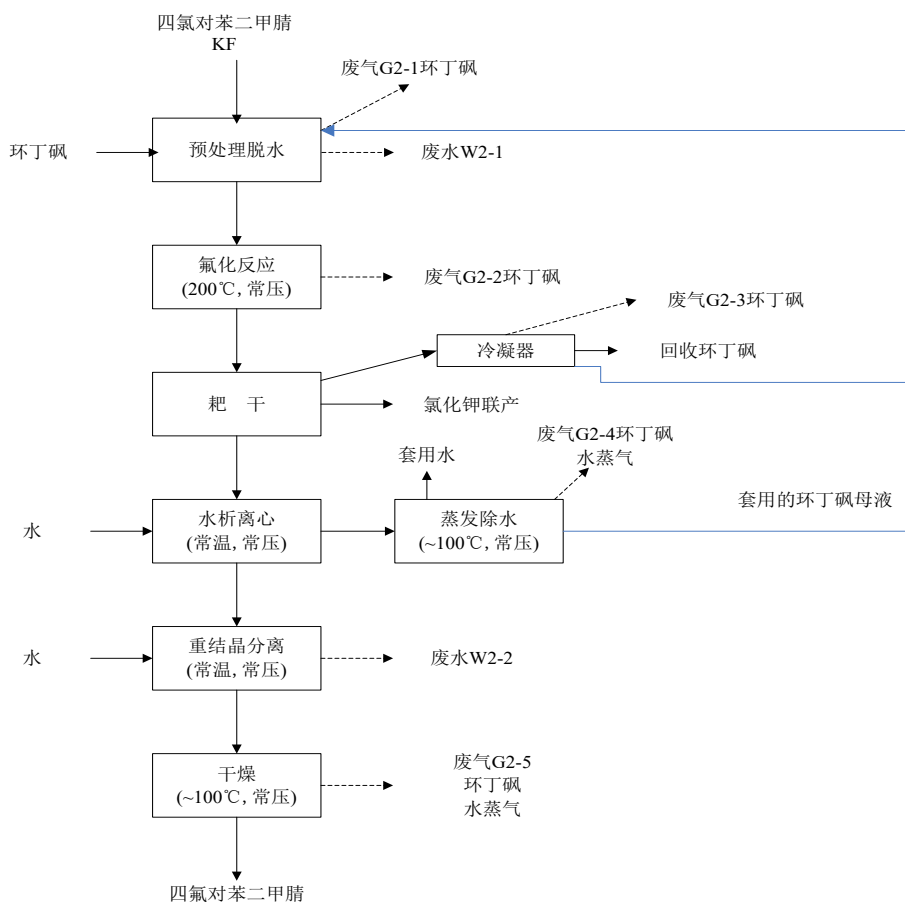 四氯对苯二甲腈
KF
废气G2-1环丁砜
环丁砜
预处理脱水
废水W2-1
氟化反应
(200℃,常压)
废气G2-2环丁砜
废气G2-3环丁砜
冷凝器
回收环丁砜
耙 干
氯化钾联产
套用水
废气G2-4环丁砜
水蒸气
套用的环丁砜母液
水
水析离心
(常温,常压)
蒸发除水
(~100℃,常压)
水
重结晶分离
(常温,常压)
废水W2-2
干燥
(~100℃,常压)
废气G2-5
环丁砜
水蒸气
四氟对苯二甲腈